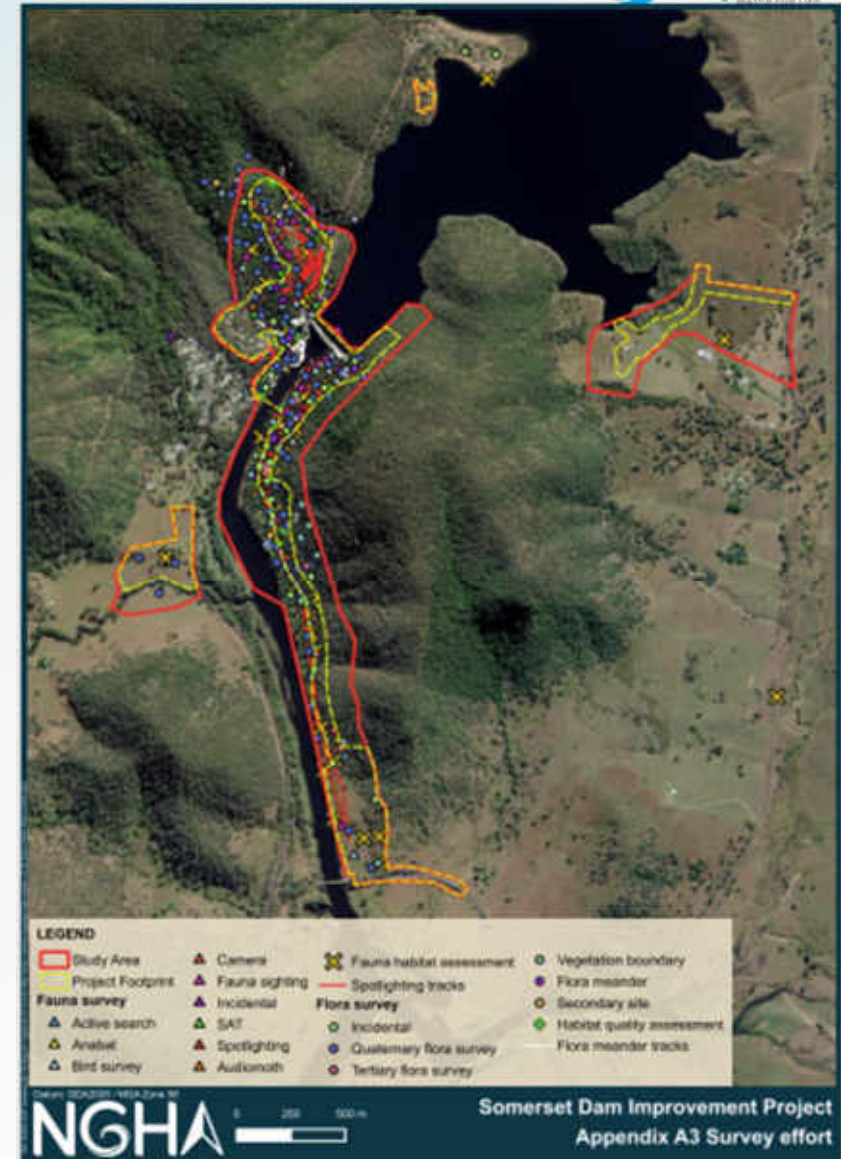 LEGEND
Study Area
Project Footprint
Fauna survey
Active search
Anabat
Bird survey
Camera
Fauna sighting
Incidental
SAT
Spotlighting
Audiomoth
Fauna habitat assessment
Spotlighting tracks
Flora survey
Incidental
Quaternary flora survey
Tertiary flora survey
Vegetation boundary
Flora meander
Secondary site
Habitat quality assessment
Flora meander tracks
NGHA
0 250 500 m
Somerset Dam Improvement Project
Appendix A3 Survey effort